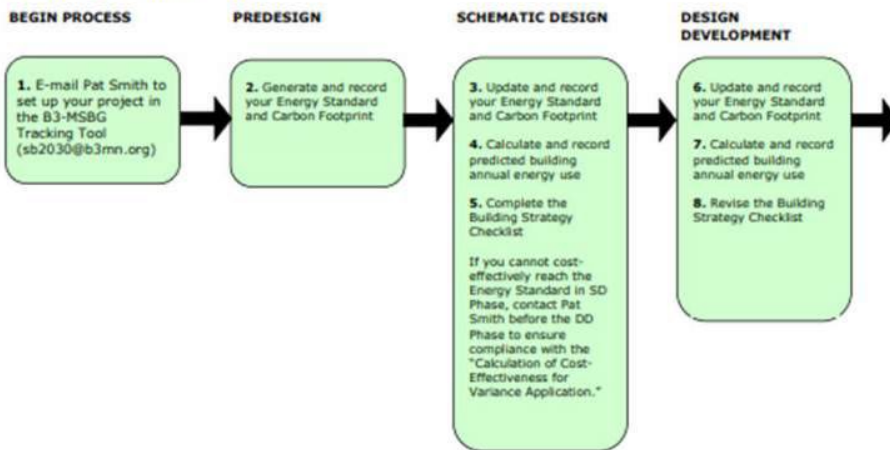 BEGIN PROCESS
PREDESIGN
SCHEMATIC DESIGN
DESIGN
DEVELOPMENT
1. E-mail Pat Smith to
set up your project in
the B3-MSBG
Tracking Tool
(sb2030@b3mn.org)
2. Generate and record
your Energy Standard
and Carbon Footprint
3. Update and record
your Energy Standard
and Carbon Footprint
4. Calculate and record
predicted building
annual energy use
5. Complete the
Building Strategy
Checklist
If you cannot cost-
effectively reach the
Energy Standard in SD
Phase, contact Pat
Smith before the DD
Phase to ensure
compliance with the
"Calculation of Cost-
Effectiveness for
Variance Application."
6. Update and record
your Energy Standard
and Carbon Footprint
7. Calculate and record
predicted building
annual energy use
8. Revise the Building
Strategy Checklist